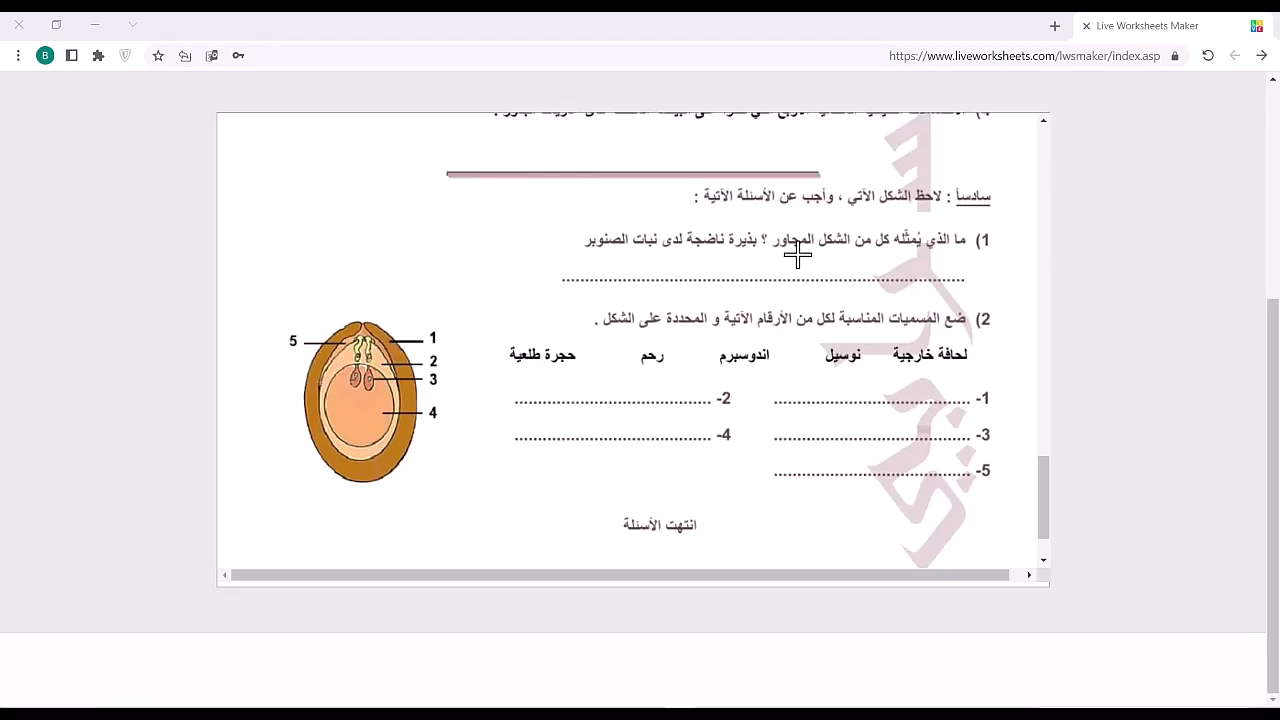 Live Worksheets Maker
B
https://www.liveworksheets.com/lwsmaker/index.asp
سادساً : لاحظ الشكل الآتي ، وأجب عن الأسئلة الآتية :
1) ما الذي يُمثّله كل من الشكل المجاور ؟ بذيرة ناضجة لدى نبات الصنوبر
2) ضع المسميات المناسبة لكل من الأرقام الآتية و المحددة على الشكل .
لحافة خارجية نوسيل اندوسبرم رحم حجرة طلعية
1- ........................................ 2- ........................................
3- ........................................ 4- ........................................
5- ........................................
5 1
2
3
4
انتهت الأسئلة